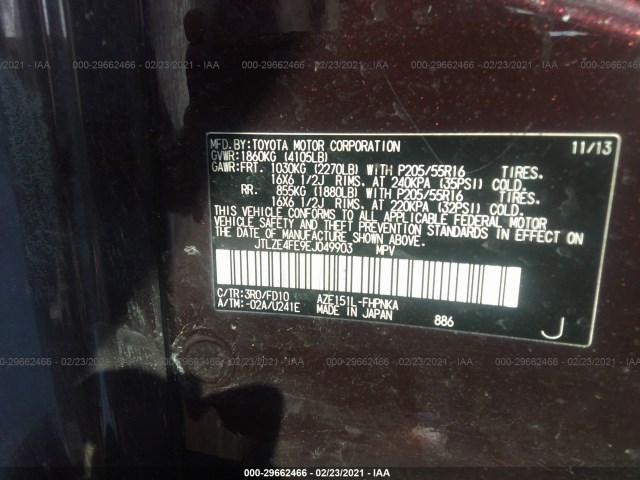 000-29662466 - 02/23/2021 - IAA
MFD.BY:TOYOTA MOTOR CORPORATION 11/13
GVWR:1860KG (4105LB)
GAWR:FRT. 1030KG (2270LB) WITH P205/55R16 TIRES.
16X6 1/2J RIMS. AT 240KPA (35PSI) COLD.
RR. 855KG (1880LB) WITH P205/55R16 TIRES.
16X6 1/2J RIMS. AT 220KPA (32PSI) COLD.
THIS VEHICLE CONFORMS TO ALL APPLICABLE FEDERAL MOTOR
VEHICLE SAFETY AND THEFT PREVENTION STANDARDS IN EFFECT ON
THE DATE OF MANUFACTURE SHOWN ABOVE.
JTLZE4FE9EJ049903 MPV
C/TR:3R0/FD10 AZE151L-FHPNKA
A/TM:-02A/U241E MADE IN JAPAN
886 J
000-29662466 - 02/23/2021 - IAA